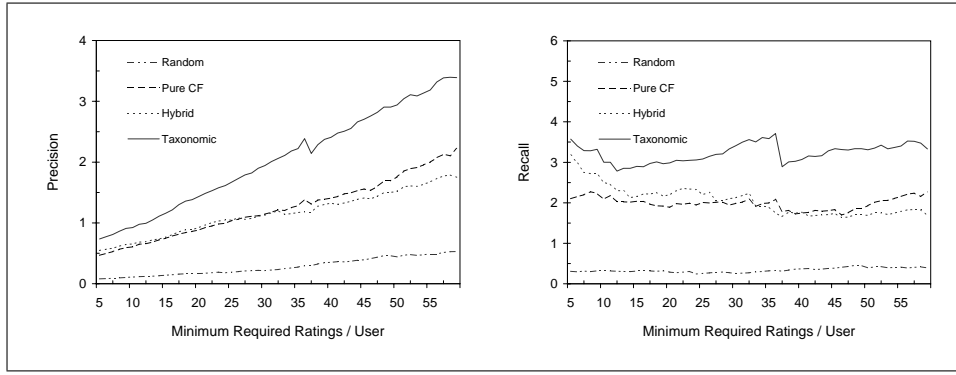 4
3
2
1
0
Precision
Random
Pure CF
Hybrid
Taxonomic
5 10 15 20 25 30 35 40 45 50 55
Minimum Required Ratings / User
6
5
4
3
2
1
0
Recall
Random
Pure CF
Hybrid
Taxonomic
5 10 15 20 25 30 35 40 45 50 55
Minimum Required Ratings / User